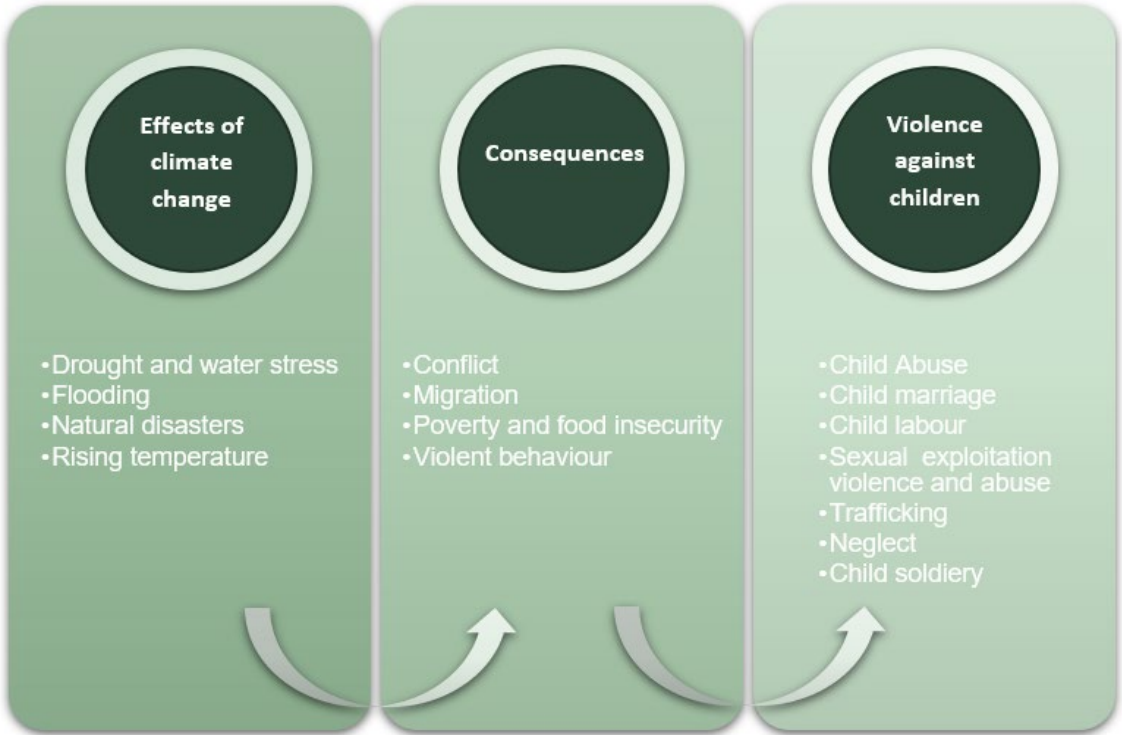 Effects of
climate
change
•Drought and water stress
•Flooding
•Natural disasters
•Rising temperature
Consequences
•Conflict
•Migration
•Poverty and food insecurity
•Violent behaviour
Violence
against
children
•Child Abuse
•Child marriage
•Child labour
•Sexual exploitation
violence and abuse
•Trafficking
•Neglect
•Child soldiery